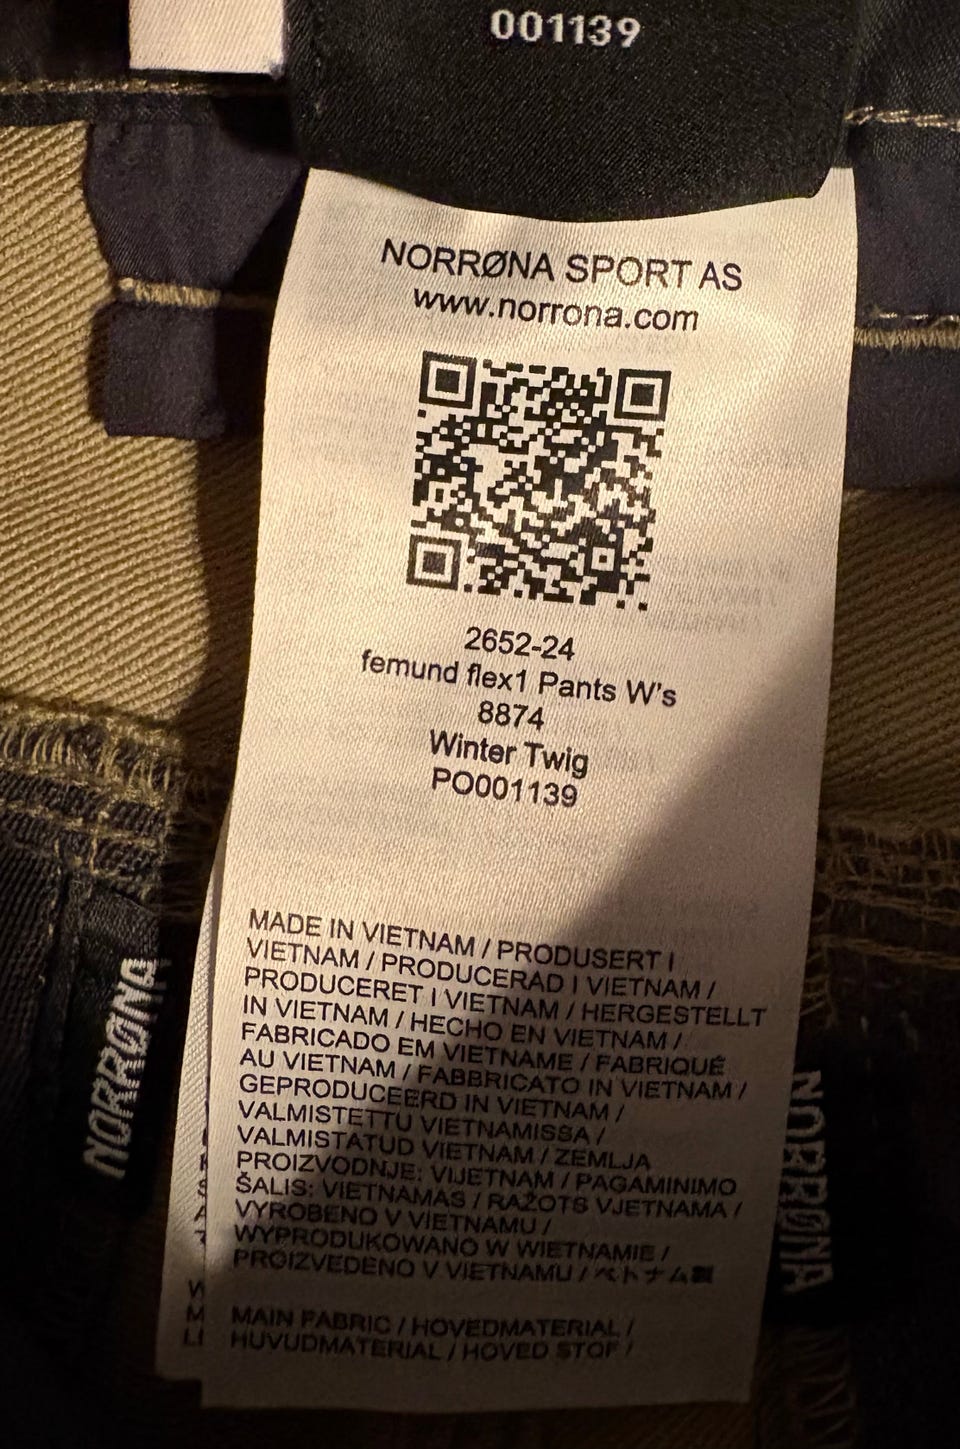 001139
NORRØNA SPORT AS
www.norrona.com
2652-24
femund flex1 Pants W's
8874
Winter Twig
PO001139
MADE IN VIETNAM / PRODUSERT I
VIETNAM / PRODUCERAD I VIETNAM /
PRODUCERET I VIETNAM / HERGESTELLT
IN VIETNAM / HECHO EN VIETNAM /
FABRICADO EM VIETNAME / FABRIQUÉ
AU VIETNAM / FABBRICATO IN VIETNAM /
GEPRODUCEERD IN VIETNAM /
VALMISTETTU VIETNAMISSA /
VALMISTATUD VIETNAM / ZEMLJA
PROIZVODNJE: VIJETNAM / PAGAMINIMO
ŠALIS: VIETNAMAS / RAŽOTS VJETNAMA /
VYROBENO V VIETNAMU /
WYPRODUKOWANO W WIETNAMIE /
PROIZVEDENO V VIETNAMU / ベトナム製
MAIN FABRIC / HOVEDMATERIAL /
HUVUDMATERIAL / HOVED STOF /
NORRØNA
NORRØNA